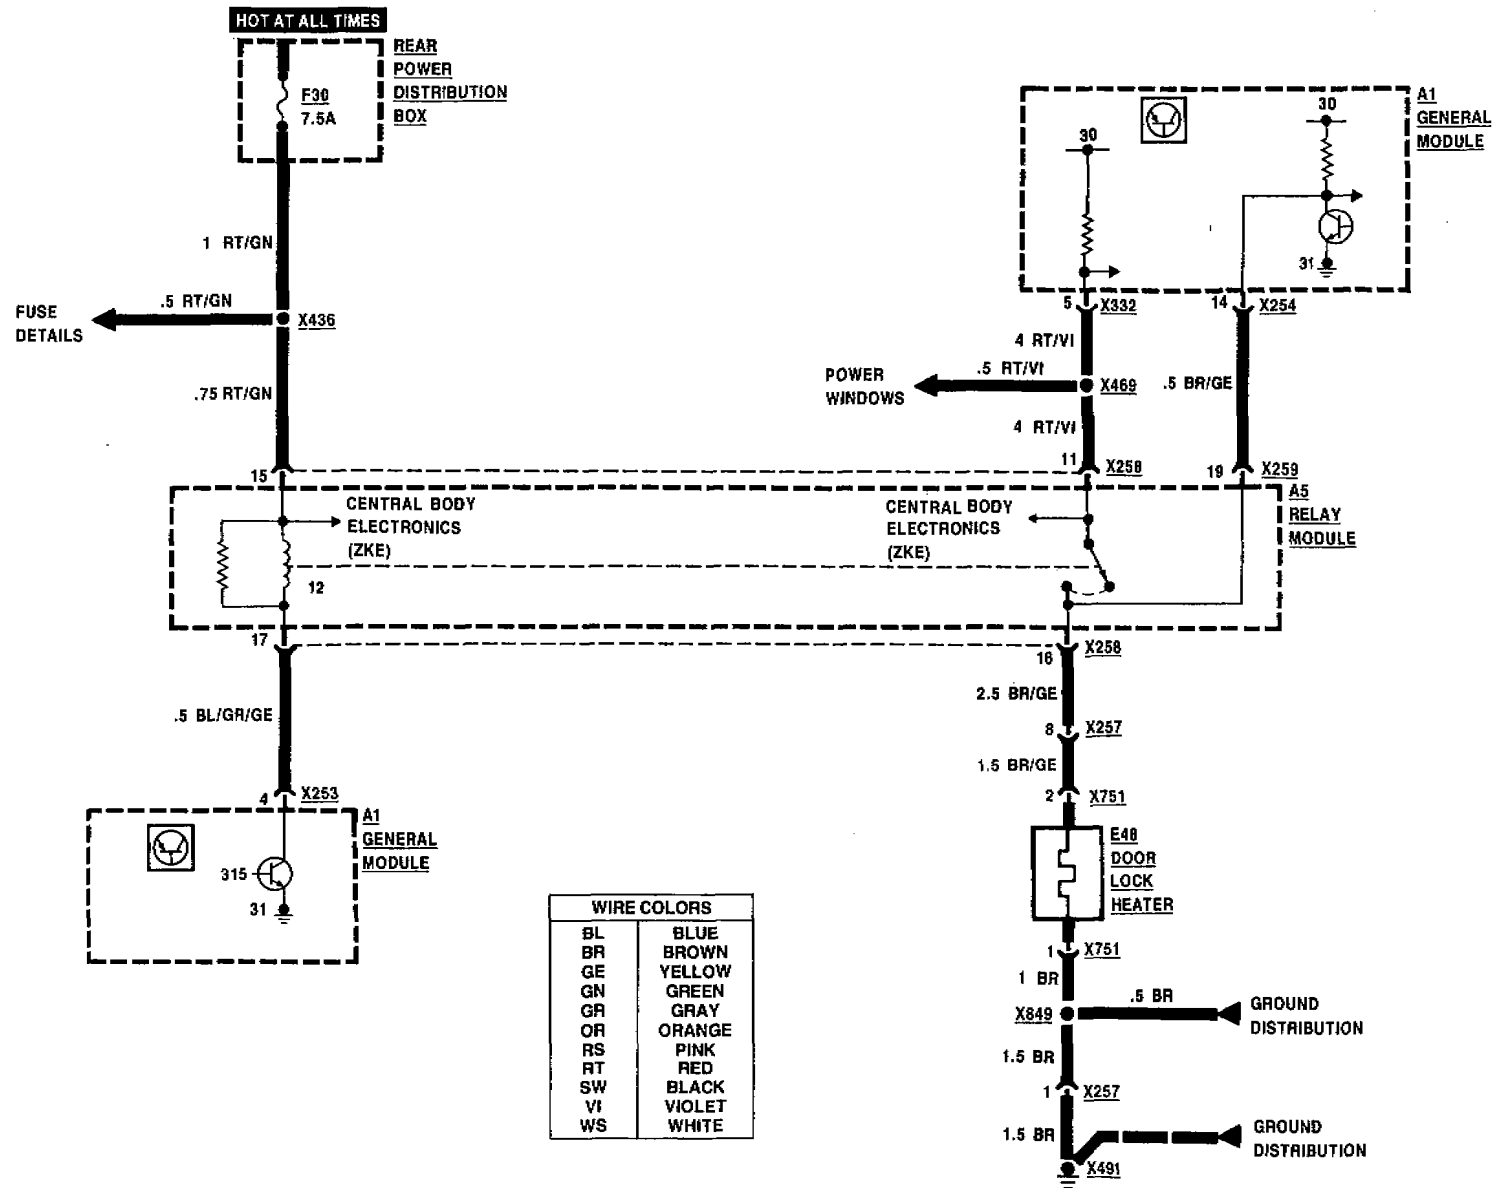 HOT AT ALL TIMES
REAR
POWER
DISTRIBUTION
BOX
F30
7.5A
1 RT/GN
.5 RT/GN
FUSE
DETAILS
X436
.75 RT/GN
A1
GENERAL
MODULE
30
30
31
5
X332
14
X254
4 RT/VI
.5 RT/VI
POWER
WINDOWS
X469
.5 BR/GE
4 RT/VI
15
11
X258
19
X259
CENTRAL BODY
ELECTRONICS
(ZKE)
CENTRAL BODY
ELECTRONICS
(ZKE)
A5
RELAY
MODULE
12
17
16
X258
.5 BL/GR/GE
2.5 BR/GE
8
X257
1.5 BR/GE
4
X253
2
X751
A1
GENERAL
MODULE
315
31
E48
DOOR
LOCK
HEATER
WIRE COLORS
BL BLUE
BR BROWN
GE YELLOW
GN GREEN
GR GRAY
OR ORANGE
RS PINK
RT RED
SW BLACK
VI VIOLET
WS WHITE
1
X751
1 BR
.5 BR
X849
GROUND
DISTRIBUTION
1.5 BR
1
X257
1.5 BR
GROUND
DISTRIBUTION
X491